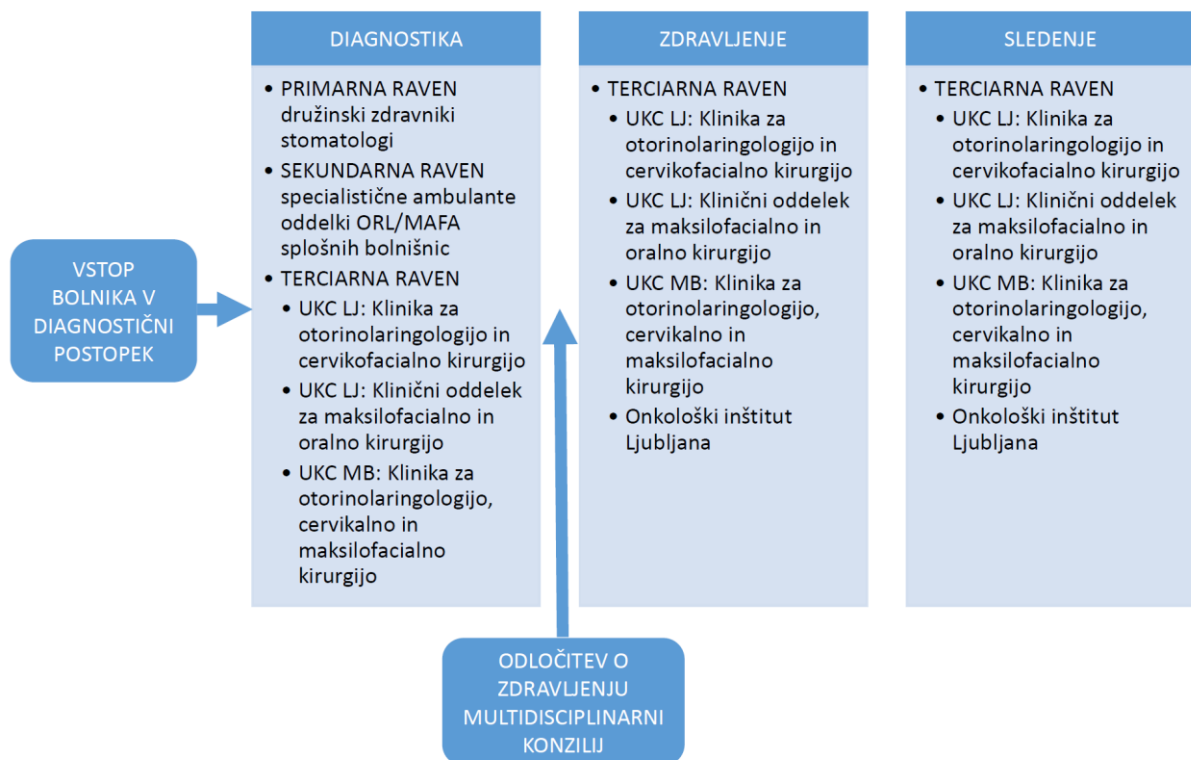 VSTOP
BOLNIKA V
DIAGNOSTIČNI
POSTOPEK
DIAGNOSTIKA
• PRIMARNA RAVEN
družinski zdravniki
stomatologi
• SEKUNDARNA RAVEN
specialistične ambulante
oddelki ORL/MAFA
splošnih bolnišnic
• TERCIARNA RAVEN
• UKC LJ: Klinika za
otorinolaringologijo in
cervikofacialno kirurgijo
• UKC LJ: Klinični oddelek
za maksilofacialno in
oralno kirurgijo
• UKC MB: Klinika za
otorinolaringologijo,
cervikalno in
maksilofacialno
kirurgijo
ODLOČITEV O
ZDRAVLJENJU
MULTIDISCIPLINARNI
KONZILIJ
ZDRAVLJENJE
• TERCIARNA RAVEN
• UKC LJ: Klinika za
otorinolaringologijo in
cervikofacialno kirurgijo
• UKC LJ: Klinični oddelek
za maksilofacialno in
oralno kirurgijo
• UKC MB: Klinika za
otorinolaringologijo,
cervikalno in
maksilofacialno
kirurgijo
• Onkološki inštitut
Ljubljana
SLEDENJE
• TERCIARNA RAVEN
• UKC LJ: Klinika za
otorinolaringologijo in
cervikofacialno kirurgijo
• UKC LJ: Klinični oddelek
za maksilofacialno in
oralno kirurgijo
• UKC MB: Klinika za
otorinolaringologijo,
cervikalno in
maksilofacialno
kirurgijo
• Onkološki inštitut
Ljubljana